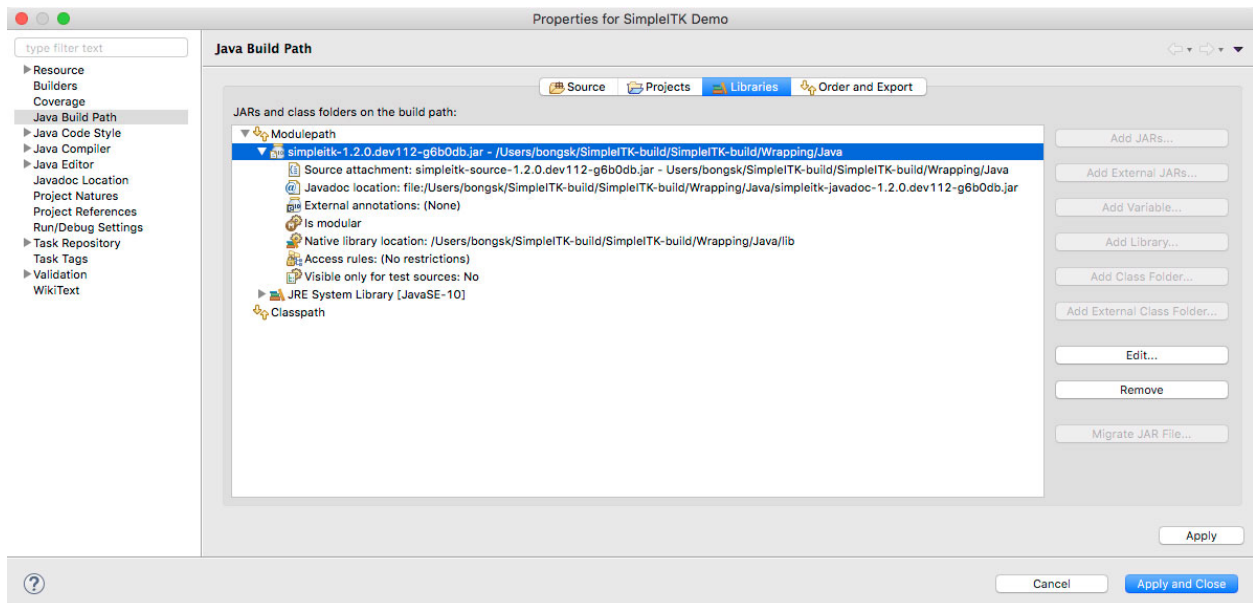 Properties for SimpleITK Demo
type filter text
Resource
Builders
Coverage
Java Build Path
Java Code Style
Java Compiler
Java Editor
Javadoc Location
Project Natures
Project References
Run/Debug Settings
Task Repository
Task Tags
Validation
WikiText
Java Build Path
Source
Projects
Libraries
Order and Export
JARs and class folders on the build path:
Modulepath
simpleitk-1.2.0.dev112-g6b0db.jar - /Users/bongsk/SimpleITK-build/SimpleITK-build/Wrapping/Java
Source attachment: simpleitk-source-1.2.0.dev112-g6b0db.jar - Users/bongsk/SimpleITK-build/SimpleITK-build/Wrapping/Java
Javadoc location: file:/Users/bongsk/SimpleITK-build/SimpleITK-build/Wrapping/Java/simpleitk-javadoc-1.2.0.dev112-g6b0db.jar
External annotations: (None)
Is modular
Native library location: /Users/bongsk/SimpleITK-build/SimpleITK-build/Wrapping/Java/lib
Access rules: (No restrictions)
Visible only for test sources: No
JRE System Library [JavaSE-10]
Classpath
Add JARs...
Add External JARs...
Add Variable...
Add Library...
Add Class Folder...
Add External Class Folder...
Edit...
Remove
Migrate JAR File...
Apply
?
Cancel
Apply and Close